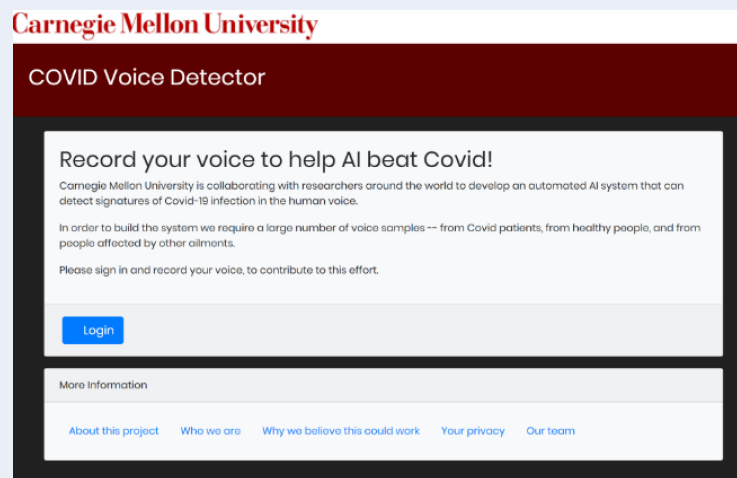 Carnegie Mellon University
COVID Voice Detector
Record your voice to help AI beat Covid!
Carnegie Mellon University is collaborating with researchers around the world to develop an automated AI system that can
detect signatures of Covid-19 infection in the human voice.
In order to build the system we require a large number of voice samples -- from Covid patients, from healthy people, and from
people affected by other ailments.
Please sign in and record your voice, to contribute to this effort.
Login
More Information
About this project Who we are Why we believe this could work Your privacy Our team